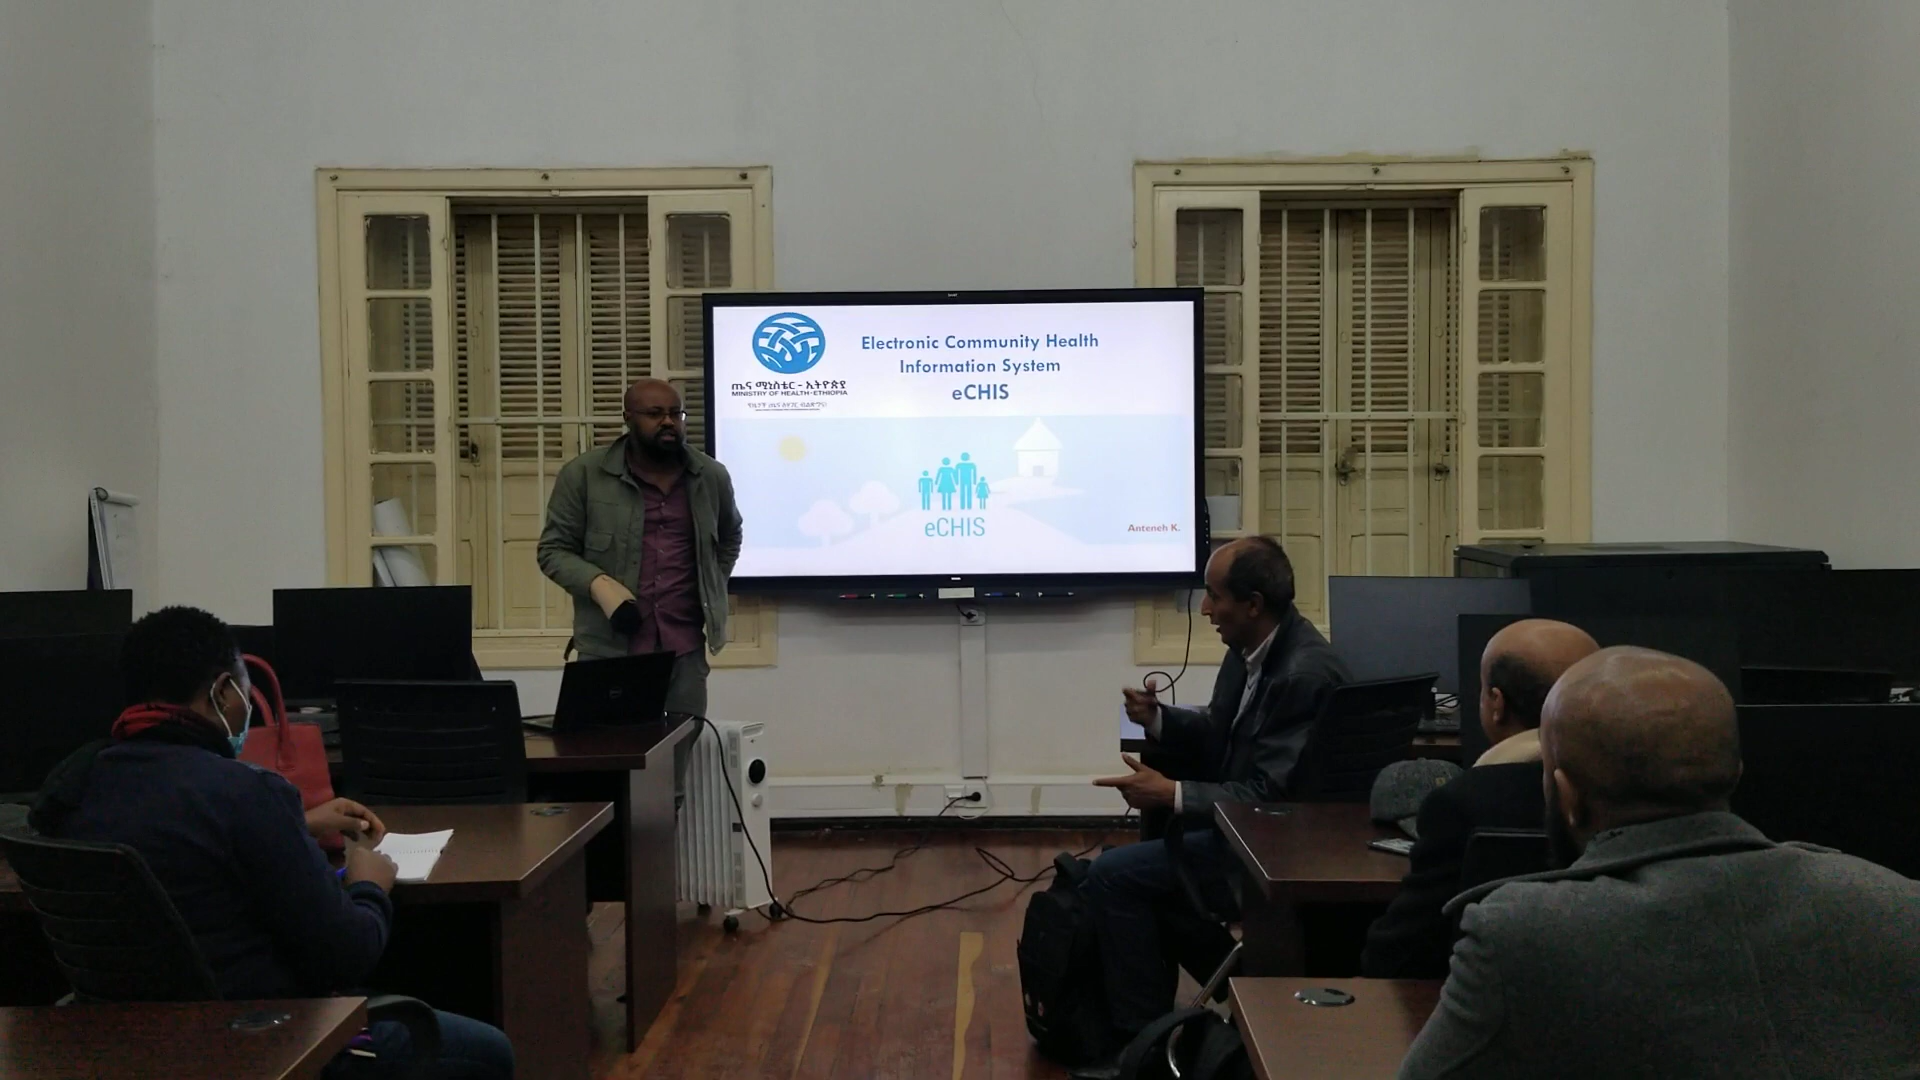 Electronic Community Health
Information System
eCHIS
ጤና ሚኒስቴር - ኢትዮጵያ
MINISTRY OF HEALTH-ETHIOPIA
eCHIS
Anteneh K.